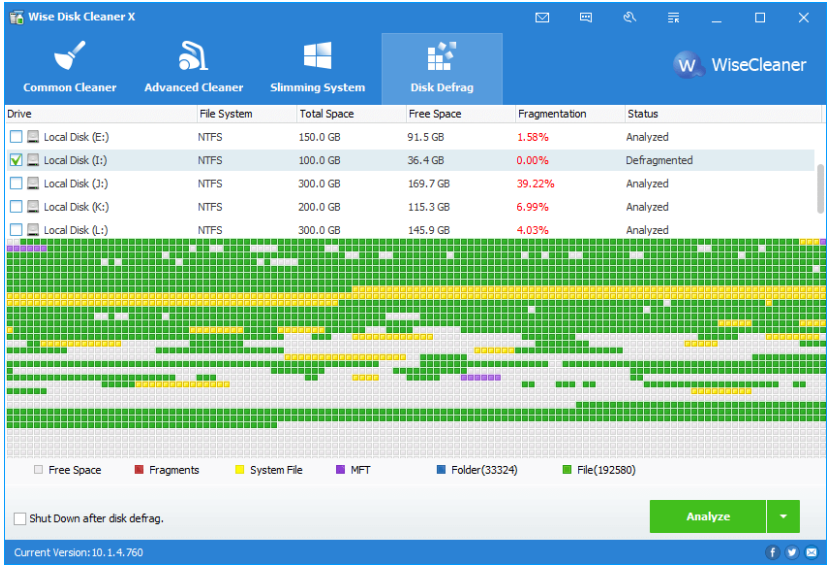 Wise Disk Cleaner X
Common Cleaner Advanced Cleaner Slimming System Disk Defrag W WiseCleaner
Drive File System Total Space Free Space Fragmentation Status
Local Disk (E:) NTFS 150.0 GB 91.5 GB 1.58% Analyzed
Local Disk (I:) NTFS 100.0 GB 36.4 GB 0.00% Defragmented
Local Disk (J:) NTFS 300.0 GB 169.7 GB 39.22% Analyzed
Local Disk (K:) NTFS 200.0 GB 115.3 GB 6.99% Analyzed
Local Disk (L:) NTFS 300.0 GB 145.9 GB 4.03% Analyzed
Free Space Fragments System File MFT Folder(33324) File(192580)
Shut Down after disk defrag. Analyze
Current Version:10.1.4.760